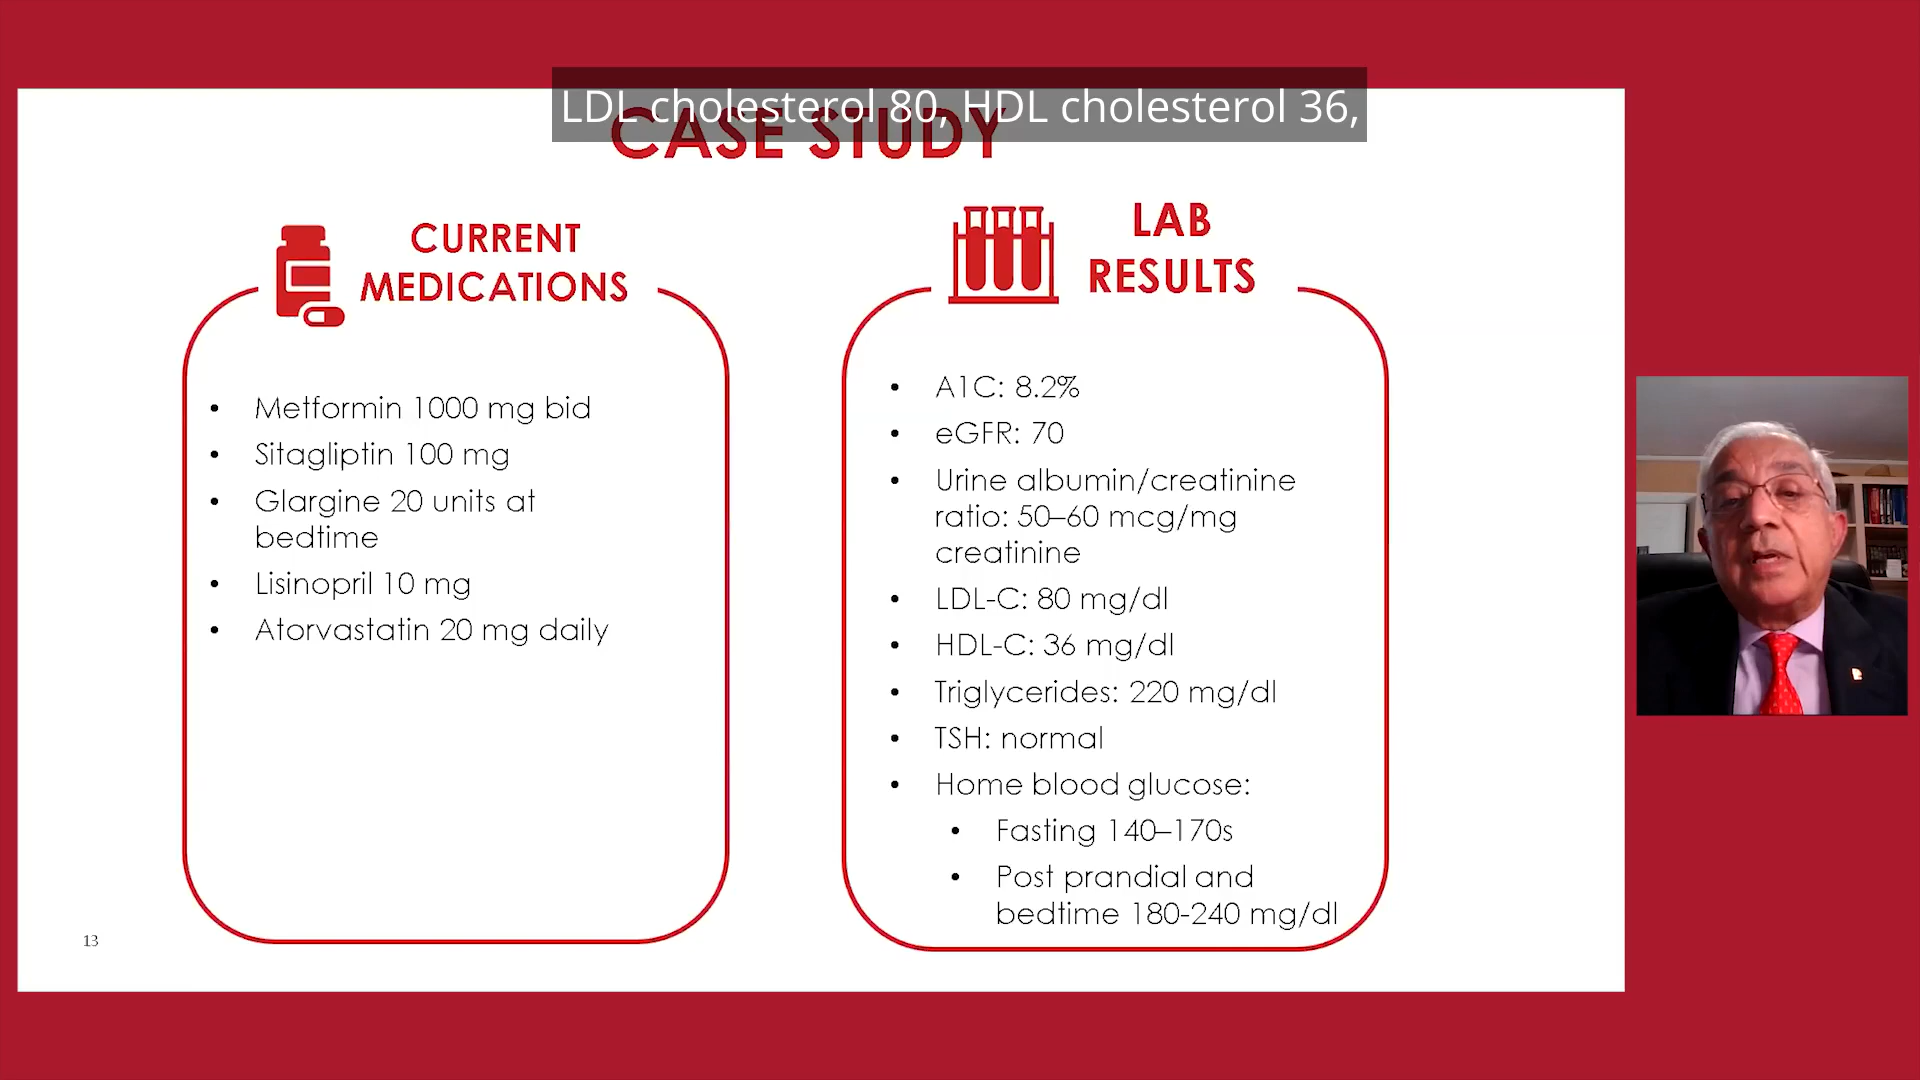 LDL cholesterol 80, HDL cholesterol 36,
CASE STUDY
CURRENT
MEDICATIONS
• Metformin 1000 mg bid
• Sitagliptin 100 mg
• Glargine 20 units at
bedtime
• Lisinopril 10 mg
• Atorvastatin 20 mg daily
LAB
RESULTS
• A1C: 8.2%
• eGFR: 70
• Urine albumin/creatinine
ratio: 50–60 mcg/mg
creatinine
• LDL-C: 80 mg/dl
• HDL-C: 36 mg/dl
• Triglycerides: 220 mg/dl
• TSH: normal
• Home blood glucose:
• Fasting 140–170s
• Post prandial and
bedtime 180-240 mg/dl
13